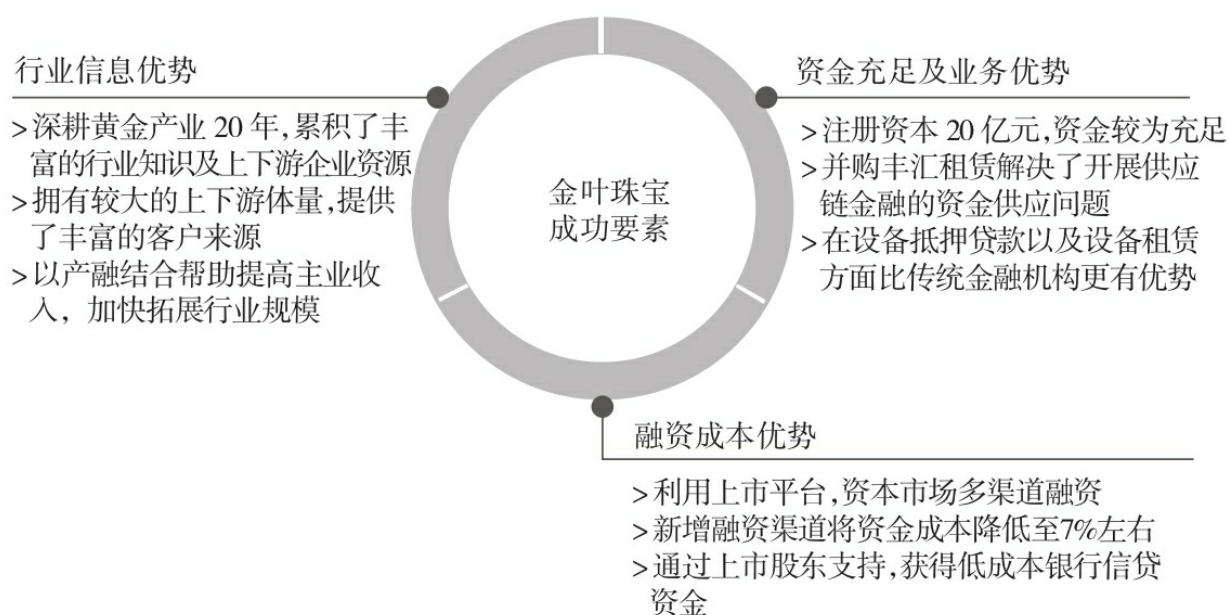 行业信息优势
>深耕黄金产业 20 年,累积了丰
富的行业知识及上下游企业资源
>拥有较大的上下游体量,提供
了丰富的客户来源
>以产融结合帮助提高主业收
入，加快拓展行业规模
金叶珠宝
成功要素
资金充足及业务优势
>注册资本 20 亿元,资金较为充足
>并购丰汇租赁解决了开展供应
链金融的资金供应问题
>在设备抵押贷款以及设备租赁
方面比传统金融机构更有优势
融资成本优势
>利用上市平台,资本市场多渠道融资
>新增融资渠道将资金成本降低至7%左右
>通过上市股东支持,获得低成本银行信贷
资金